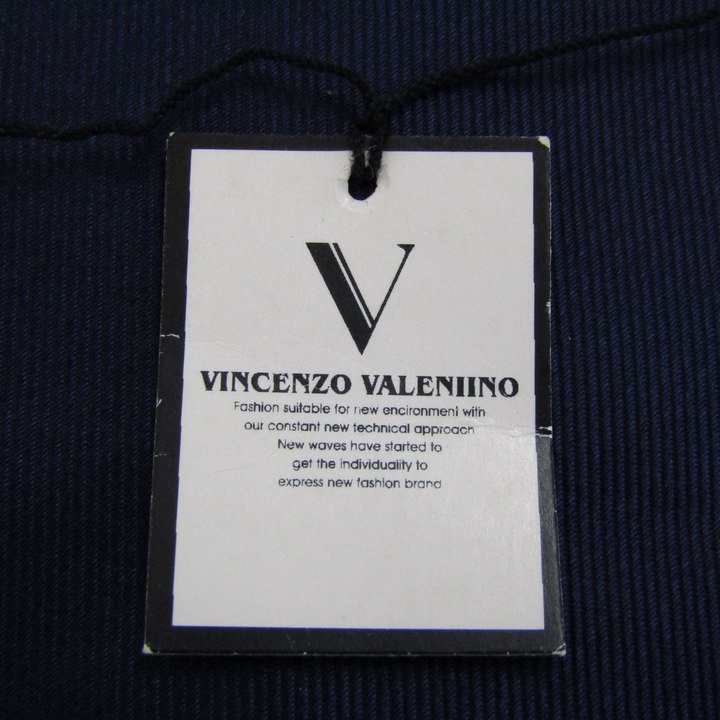 V
VINCENZO VALENIINO
Fashion suitable for new encironment with
our constant new technical approach
New waves have started to
get the individuality to
express new fashion brand